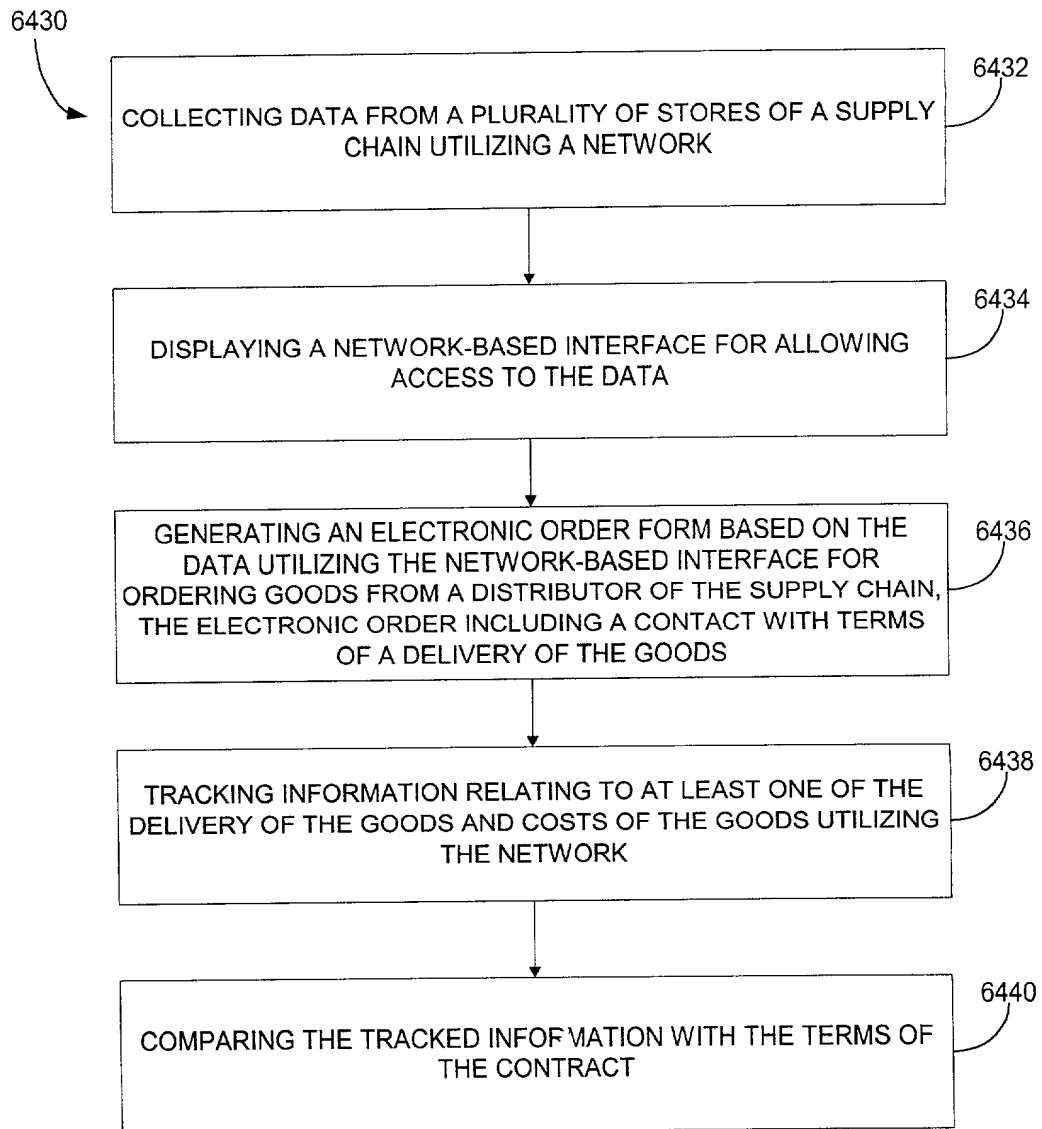 6430
6432
COLLECTING DATA FROM A PLURALITY OF STORES OF A SUPPLY
CHAIN UTILIZING A NETWORK
6434
DISPLAYING A NETWORK-BASED INTERFACE FOR ALLOWING
ACCESS TO THE DATA
6436
GENERATING AN ELECTRONIC ORDER FORM BASED ON THE
DATA UTILIZING THE NETWORK-BASED INTERFACE FOR
ORDERING GOODS FROM A DISTRIBUTOR OF THE SUPPLY CHAIN,
THE ELECTRONIC ORDER INCLUDING A CONTACT WITH TERMS
OF A DELIVERY OF THE GOODS
6438
TRACKING INFORMATION RELATING TO AT LEAST ONE OF THE
DELIVERY OF THE GOODS AND COSTS OF THE GOODS UTILIZING
THE NETWORK
6440
COMPARING THE TRACKED INFORMATION WITH THE TERMS OF
THE CONTRACT